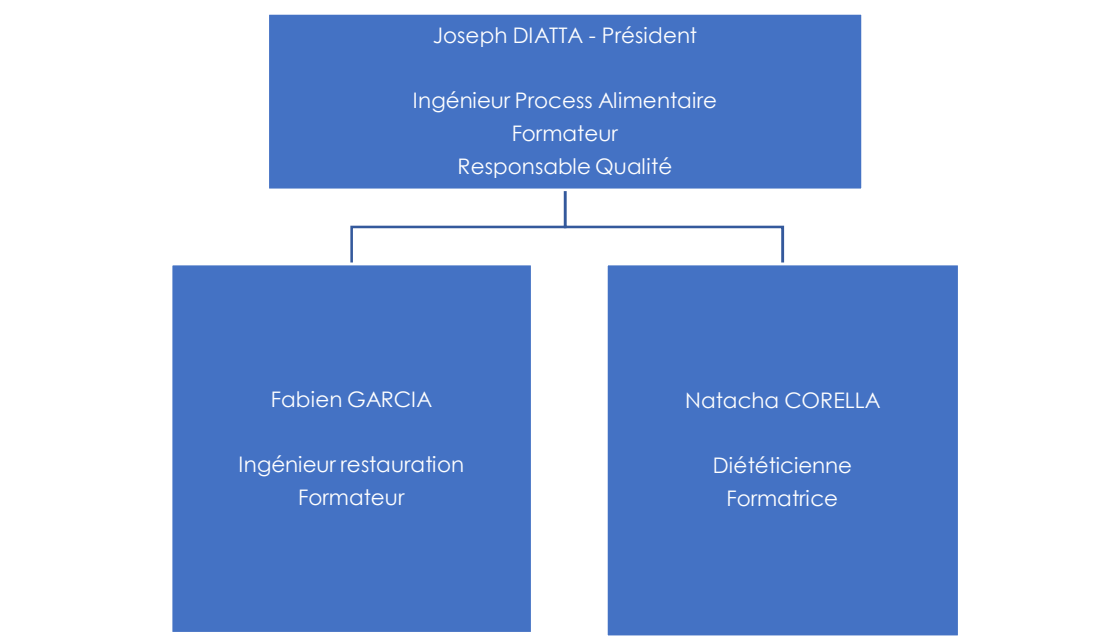 Joseph DIATTA - Président
Ingénieur Process Alimentaire
Formateur
Responsable Qualité
Fabien GARCIA
Ingénieur restauration
Formateur
Natacha CORELLA
Diététicienne
Formatrice